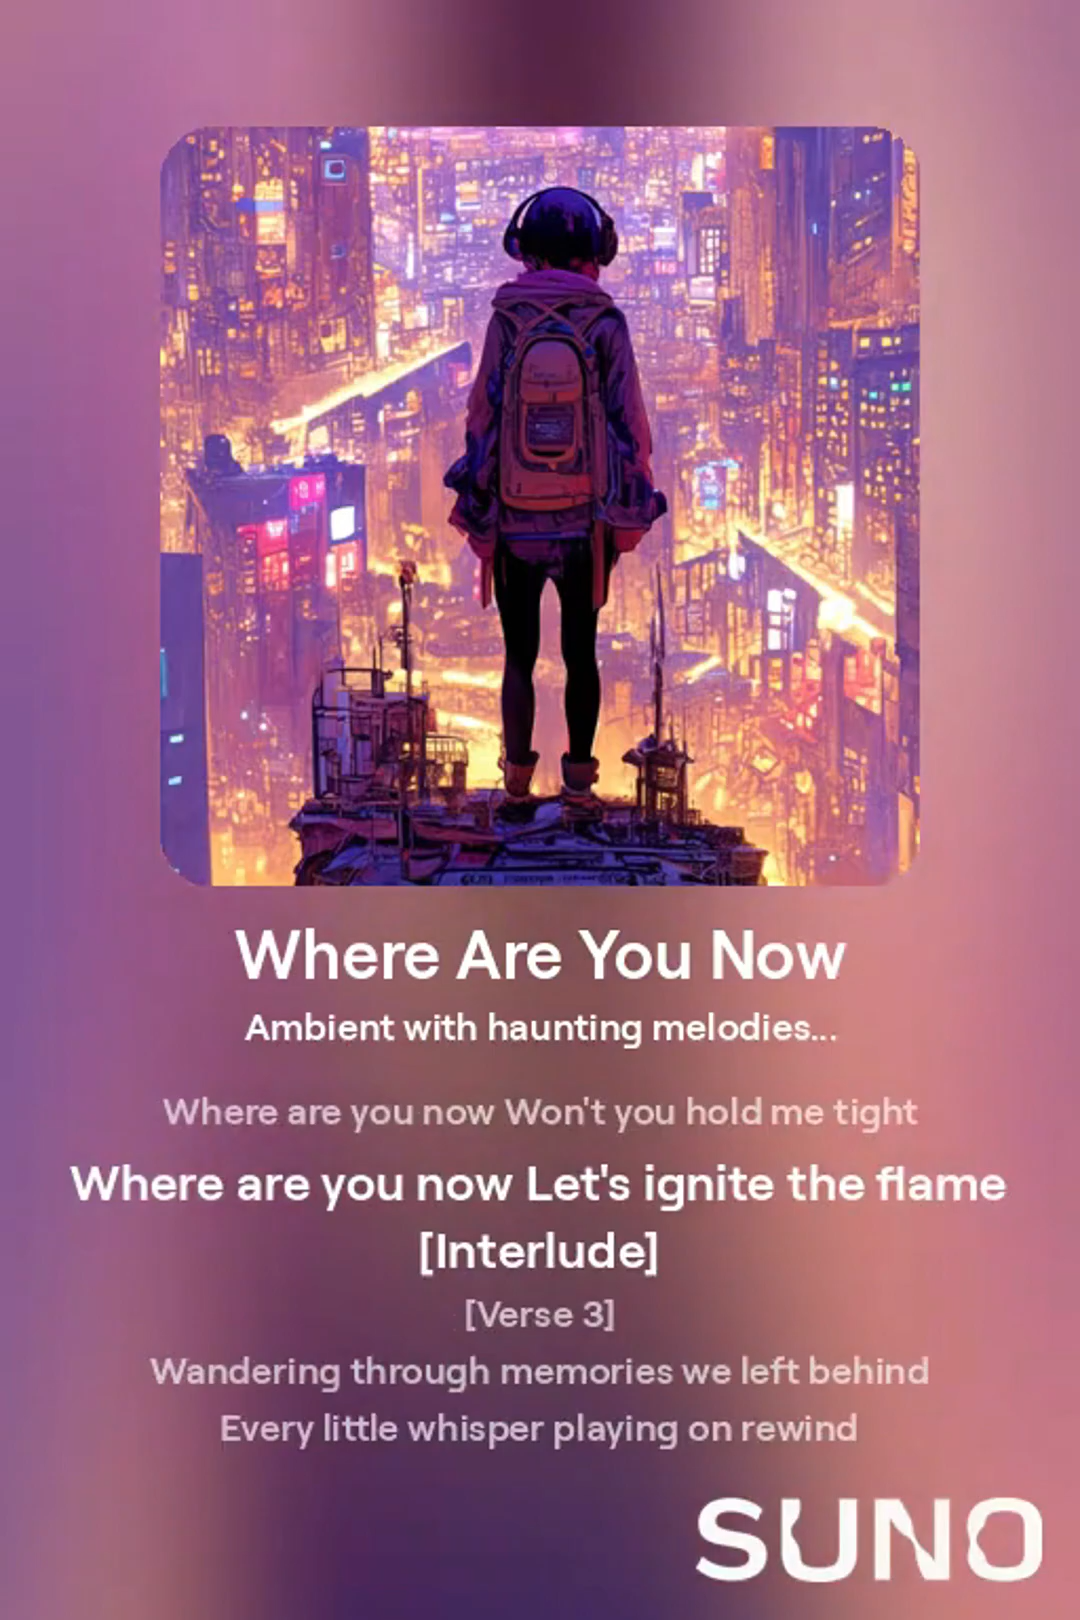 Where Are You Now
Ambient with haunting melodies...
Where are you now Won't you hold me tight
Where are you now Let's ignite the flame
[Interlude]
[Verse 3]
Wandering through memories we left behind
Every little whisper playing on rewind
SUNO